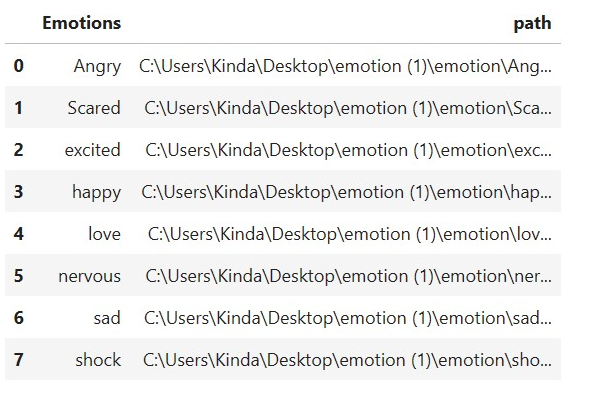 Emotions path
0 Angry C:\Users\Kinda\Desktop\emotion (1)\emotion\Ang...
1 Scared C:\Users\Kinda\Desktop\emotion (1)\emotion\Sca...
2 excited C:\Users\Kinda\Desktop\emotion (1)\emotion\exc...
3 happy C:\Users\Kinda\Desktop\emotion (1)\emotion\hap...
4 love C:\Users\Kinda\Desktop\emotion (1)\emotion\lov...
5 nervous C:\Users\Kinda\Desktop\emotion (1)\emotion\ner...
6 sad C:\Users\Kinda\Desktop\emotion (1)\emotion\sad...
7 shock C:\Users\Kinda\Desktop\emotion (1)\emotion\sho...